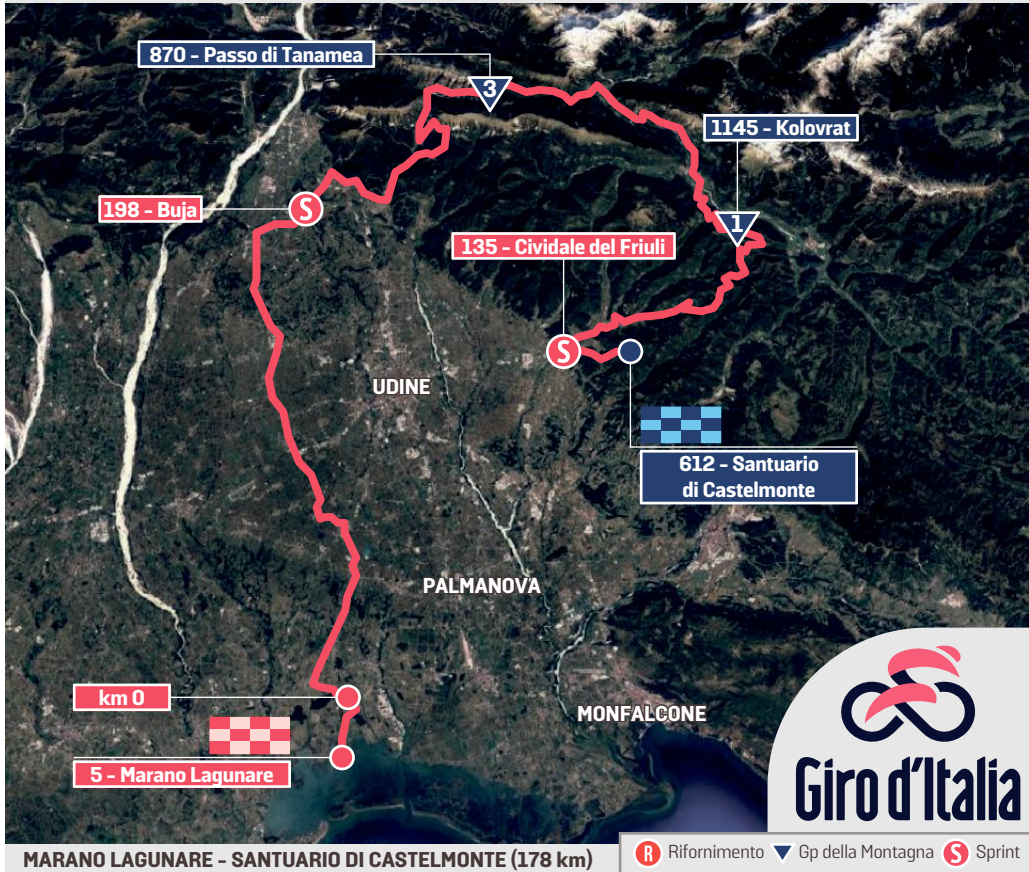 870 - Passo di Tanamea
3
1145 - Kolovrat
198 - Buja
S
1
135 - Cividale del Friuli
S
UDINE
612 - Santuario
di Castelmonte
PALMANOVA
km 0
MONFALCONE
5 - Marano Lagunare
Giro d'Italia
MARANO LAGUNARE - SANTUARIO DI CASTELMONTE (178 km)
R Rifornimento Gp della Montagna S Sprint